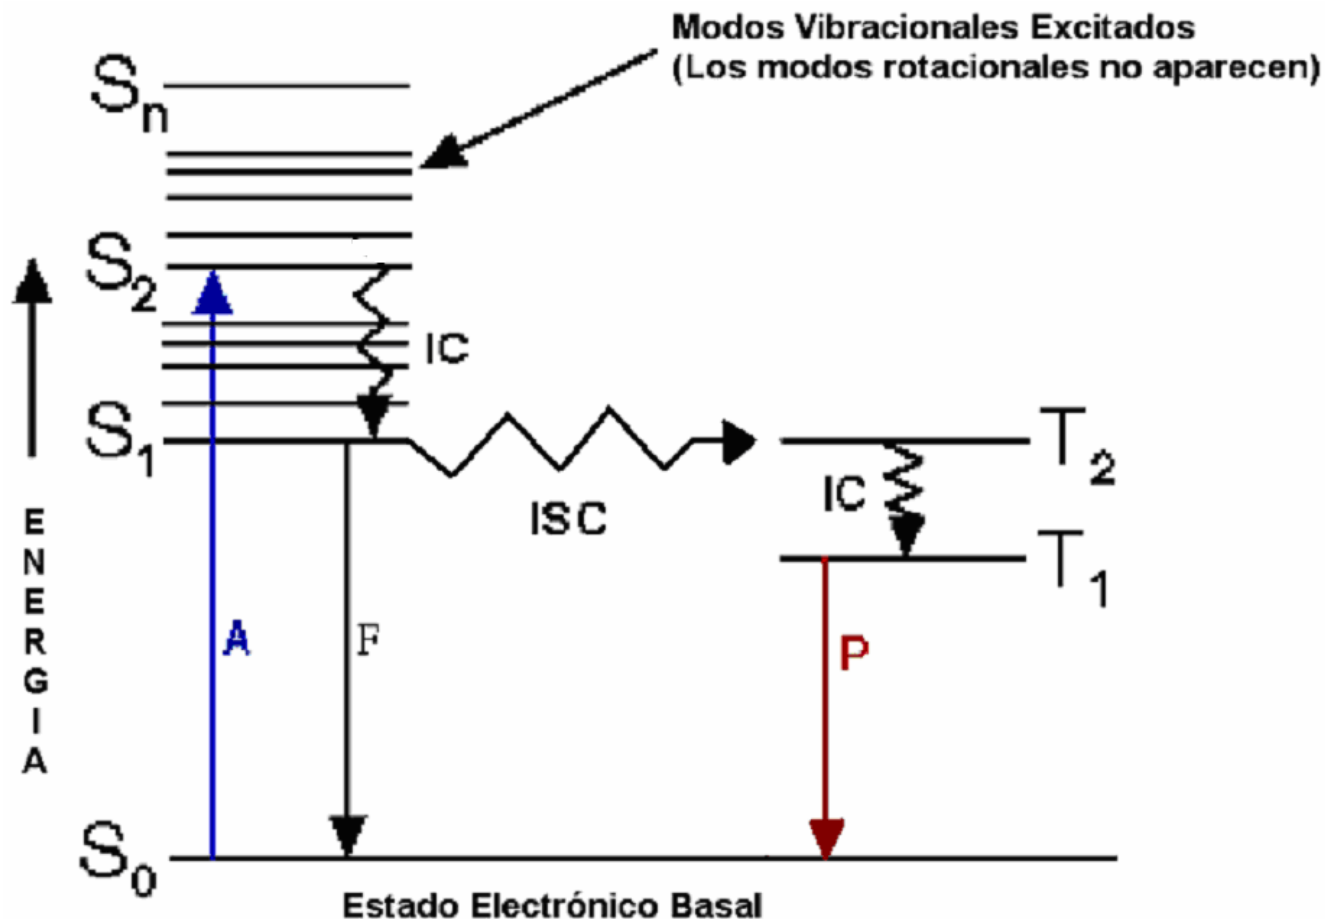 Modos Vibracionales Excitados
(Los modos rotacionales no aparecen)
Sn
S2
IC
S1
T2
ISC
IC
T1
ENERGIA
A
F
P
S0
Estado Electrónico Basal